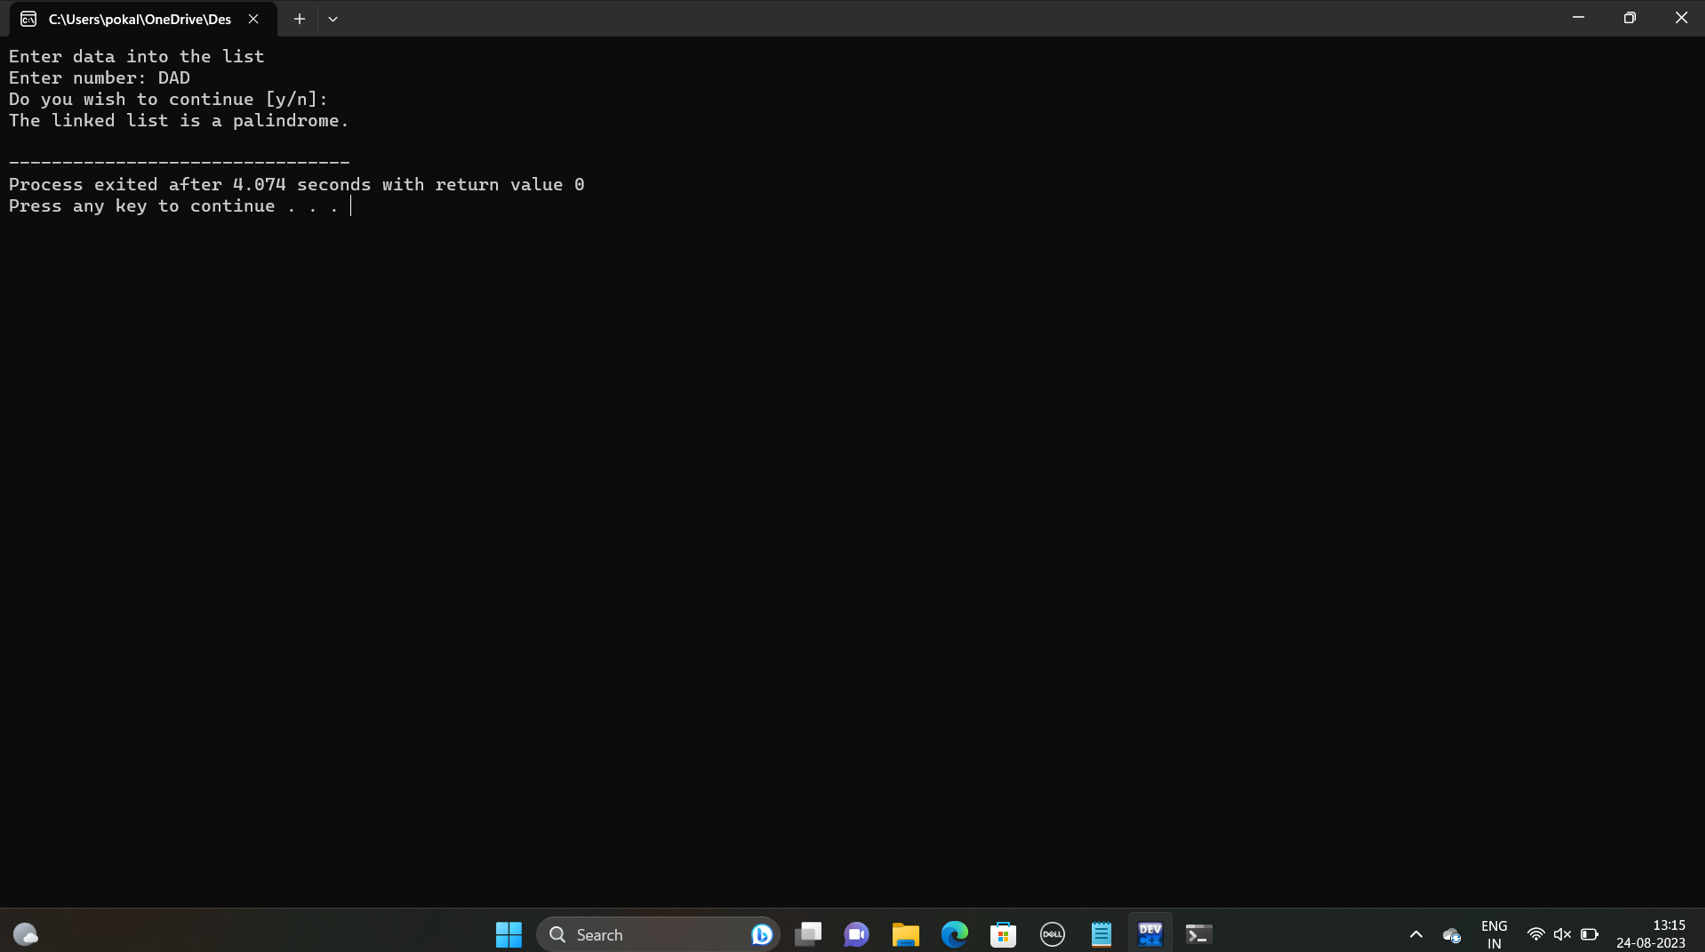 C:\Users\pokal\OneDrive\Des
Enter data into the list
Enter number: DAD
Do you wish to continue [y/n]:
The linked list is a palindrome.
--------------------------------
Process exited after 4.074 seconds with return value 0
Press any key to continue . . .
Search
DELL
DEV
ENG
IN
13:15
24-08-2023